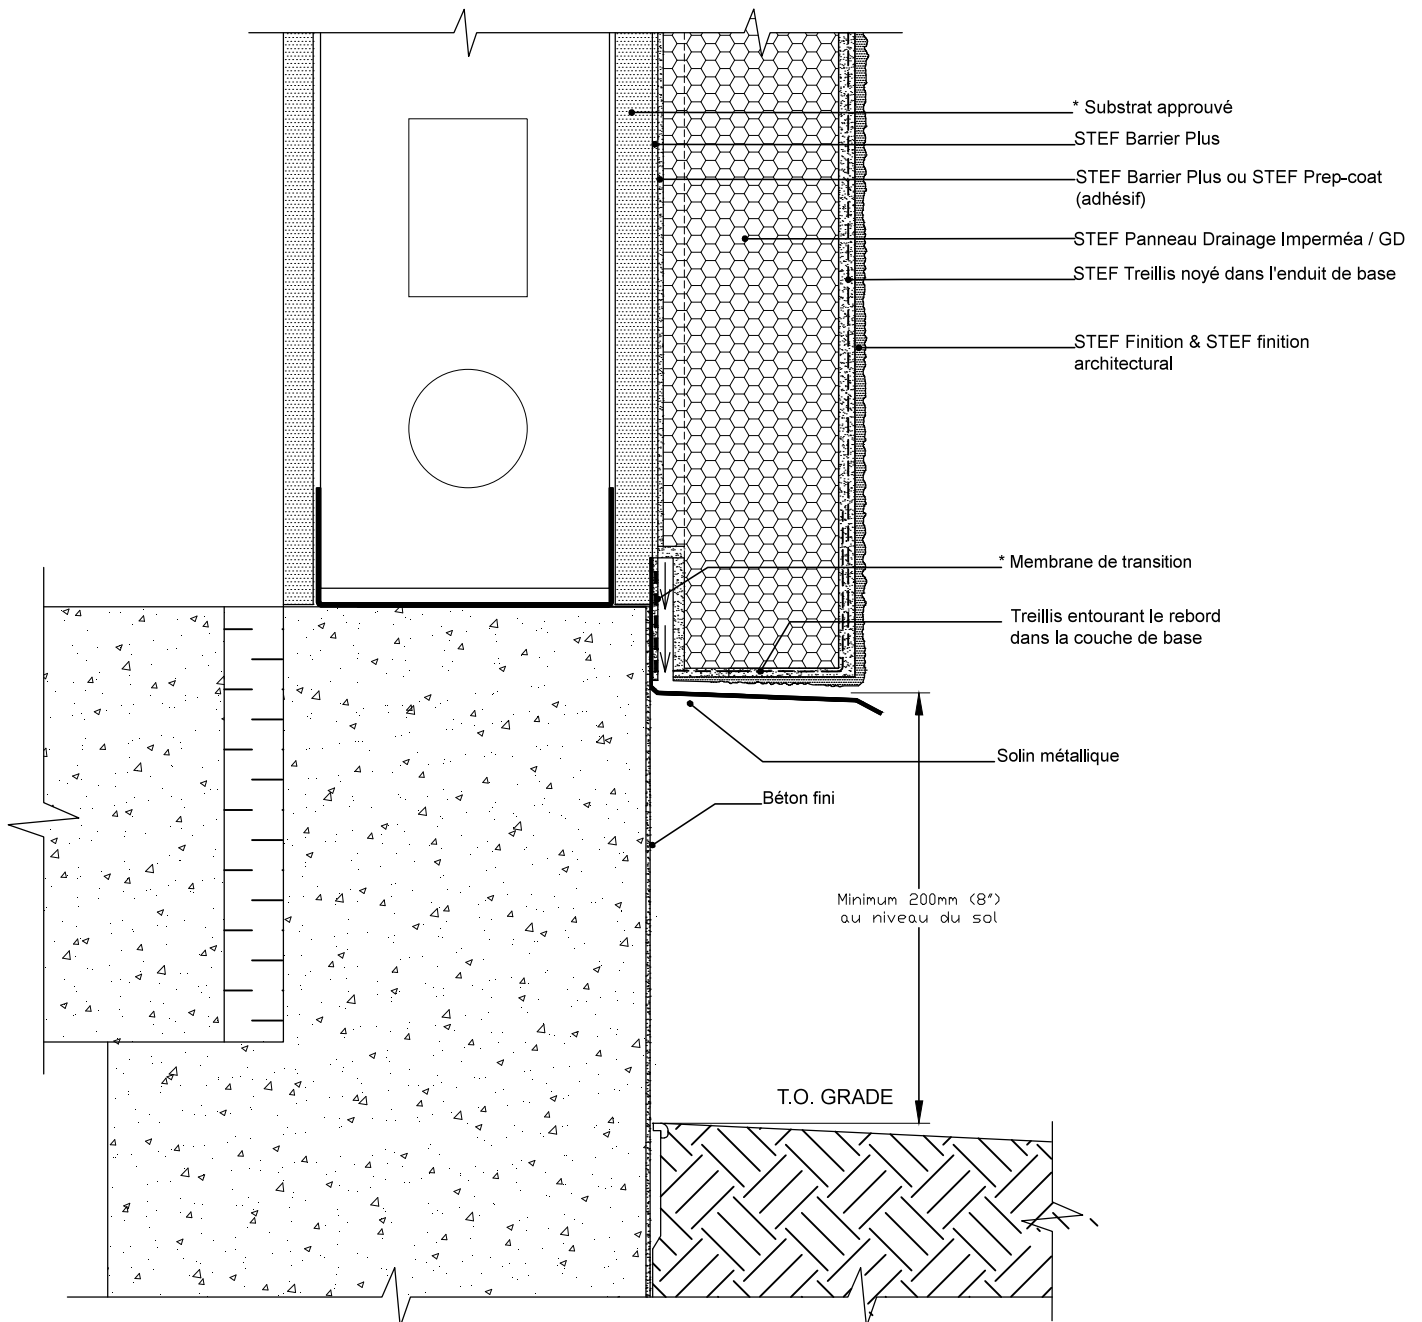 * Substrat approuvé
STEF Barrier Plus
STEF Barrier Plus ou STEF Prep-coat
(adhésif)
STEF Panneau Drainage Imperméa / GD
STEF Treillis noyé dans l'enduit de base
STEF Finition & STEF finition
architectural
* Membrane de transition
Treillis entourant le rebord
dans la couche de base
Solin métallique
Béton fini
Minimum 200mm (8")
au niveau du sol
T.O. GRADE